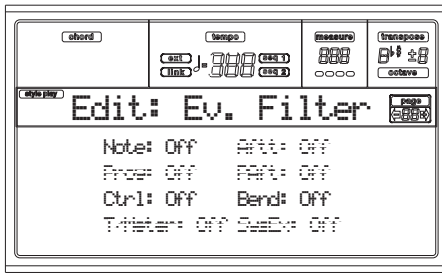 chord
tempo
measure
transpose
ext
seq 1
link
seq 2
octave
style play
Edit: Ev. Filter
page
Note: Off Aftt: Off
Prog: Off PAft: Off
Ctrl: Off Bend: Off
T/Meter: Off SysEx: Off